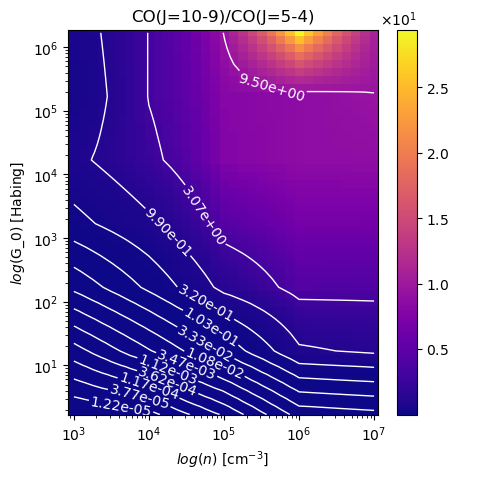 CO(J=10-9)/CO(J=5-4)
×10¹
10⁶
10⁵
10⁴
10³
10²
10¹
log(G_0) [Habing]
9.50e+00
3.07e+00
9.90e-01
3.20e-01
1.03e-01
3.33e-02
1.08e-02
3.47e-03
1.12e-03
3.62e-04
1.17e-04
3.77e-05
1.22e-05
2.5
2.0
1.5
1.0
0.5
10³ 10⁴ 10⁵ 10⁶ 10⁷
log(n) [cm⁻³]